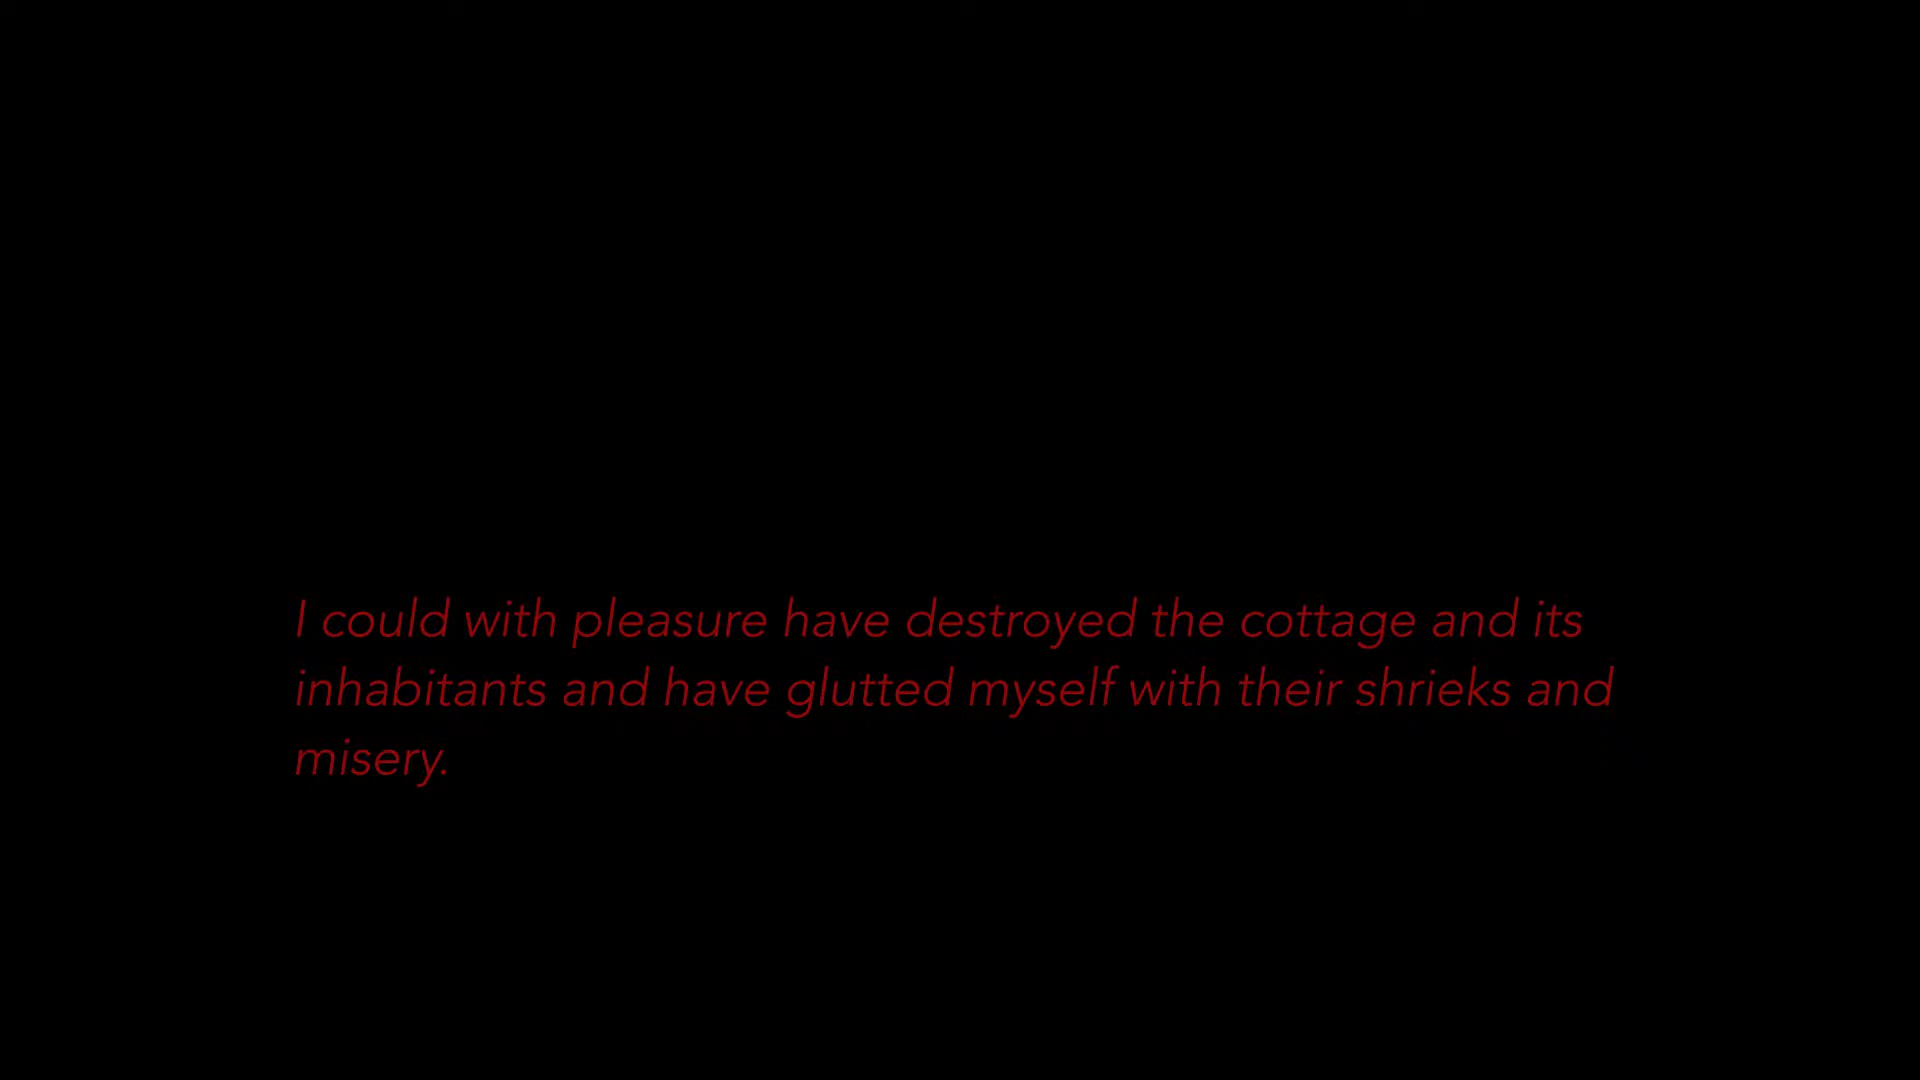 I could with pleasure have destroyed the cottage and its
inhabitants and have glutted myself with their shrieks and
misery.